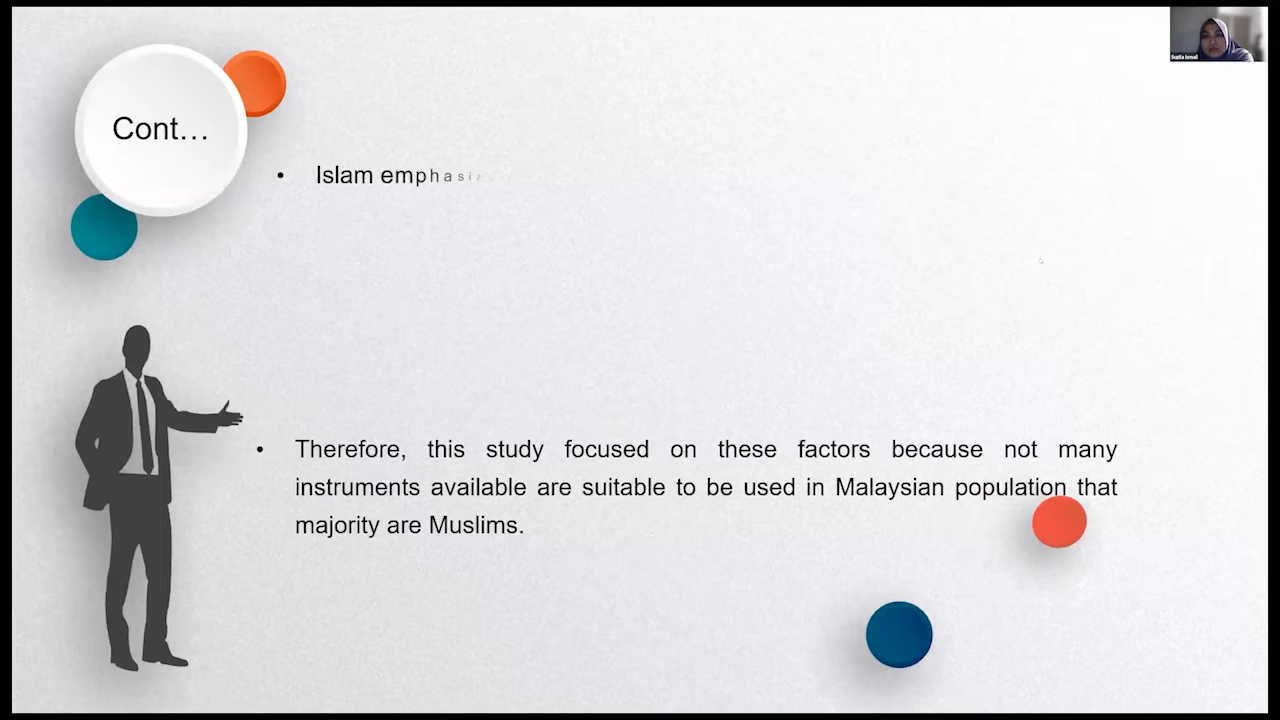 Cont…
• Islam emphasi
• Therefore, this study focused on these factors because not many
instruments available are suitable to be used in Malaysian population that
majority are Muslims.